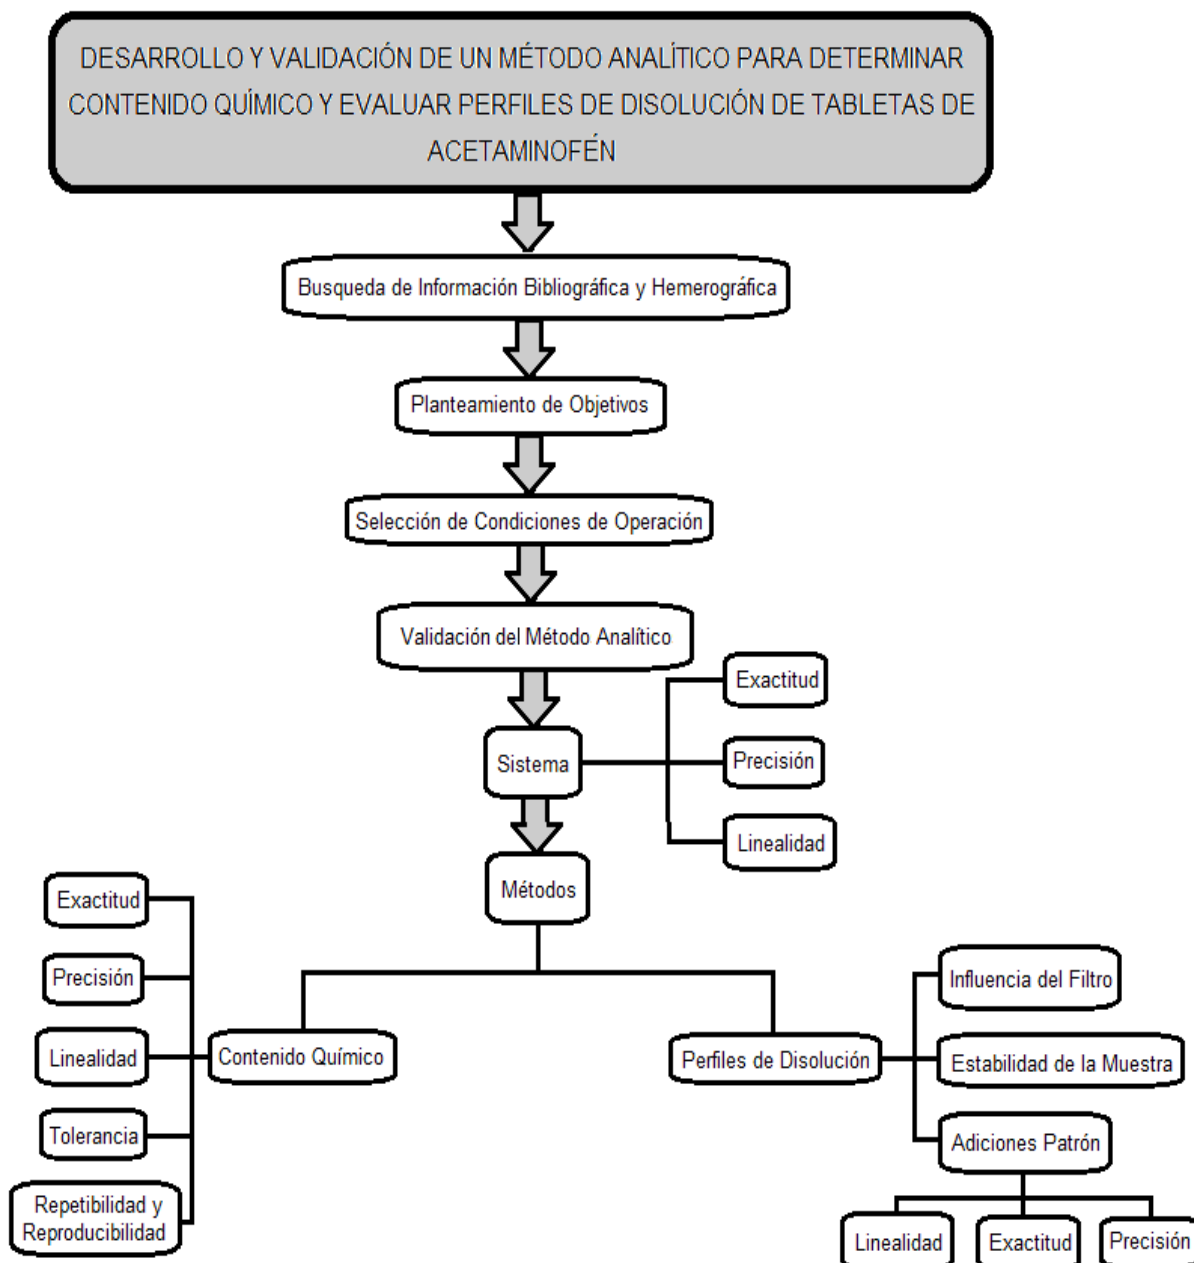 DESARROLLO Y VALIDACIÓN DE UN MÉTODO ANALÍTICO PARA DETERMINAR
CONTENIDO QUÍMICO Y EVALUAR PERFILES DE DISOLUCIÓN DE TABLETAS DE
ACETAMINOFÉN
Busqueda de Información Bibliográfica y Hemerográfica
Planteamiento de Objetivos
Selección de Condiciones de Operación
Validación del Método Analítico
Sistema
Exactitud
Precisión
Linealidad
Métodos
Contenido Químico
Exactitud
Precisión
Linealidad
Tolerancia
Repetibilidad y
Reproducibilidad
Perfiles de Disolución
Influencia del Filtro
Estabilidad de la Muestra
Adiciones Patrón
Linealidad
Exactitud
Precisión